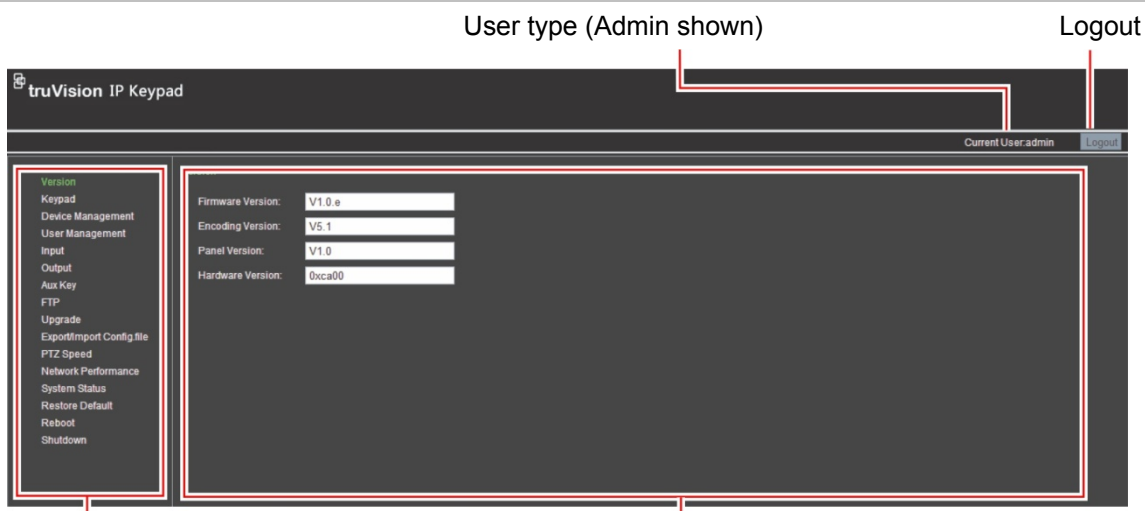 User type (Admin shown) Logout
truVision IP Keypad
Current User:admin Logout
Version
Keypad
Device Management
User Management
Input
Output
Aux Key
FTP
Upgrade
Export/Import Config.file
PTZ Speed
Network Performance
System Status
Restore Default
Reboot
Shutdown
Firmware Version: V1.0.e
Encoding Version: V5.1
Panel Version: V1.0
Hardware Version: 0xca00